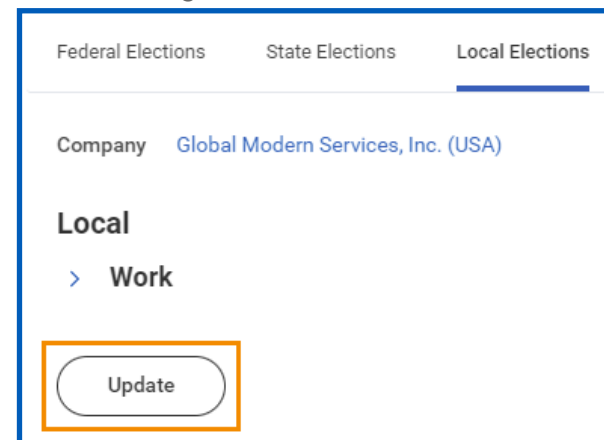 Federal Elections State Elections Local Elections
Company Global Modern Services, Inc. (USA)
Local
> Work
Update